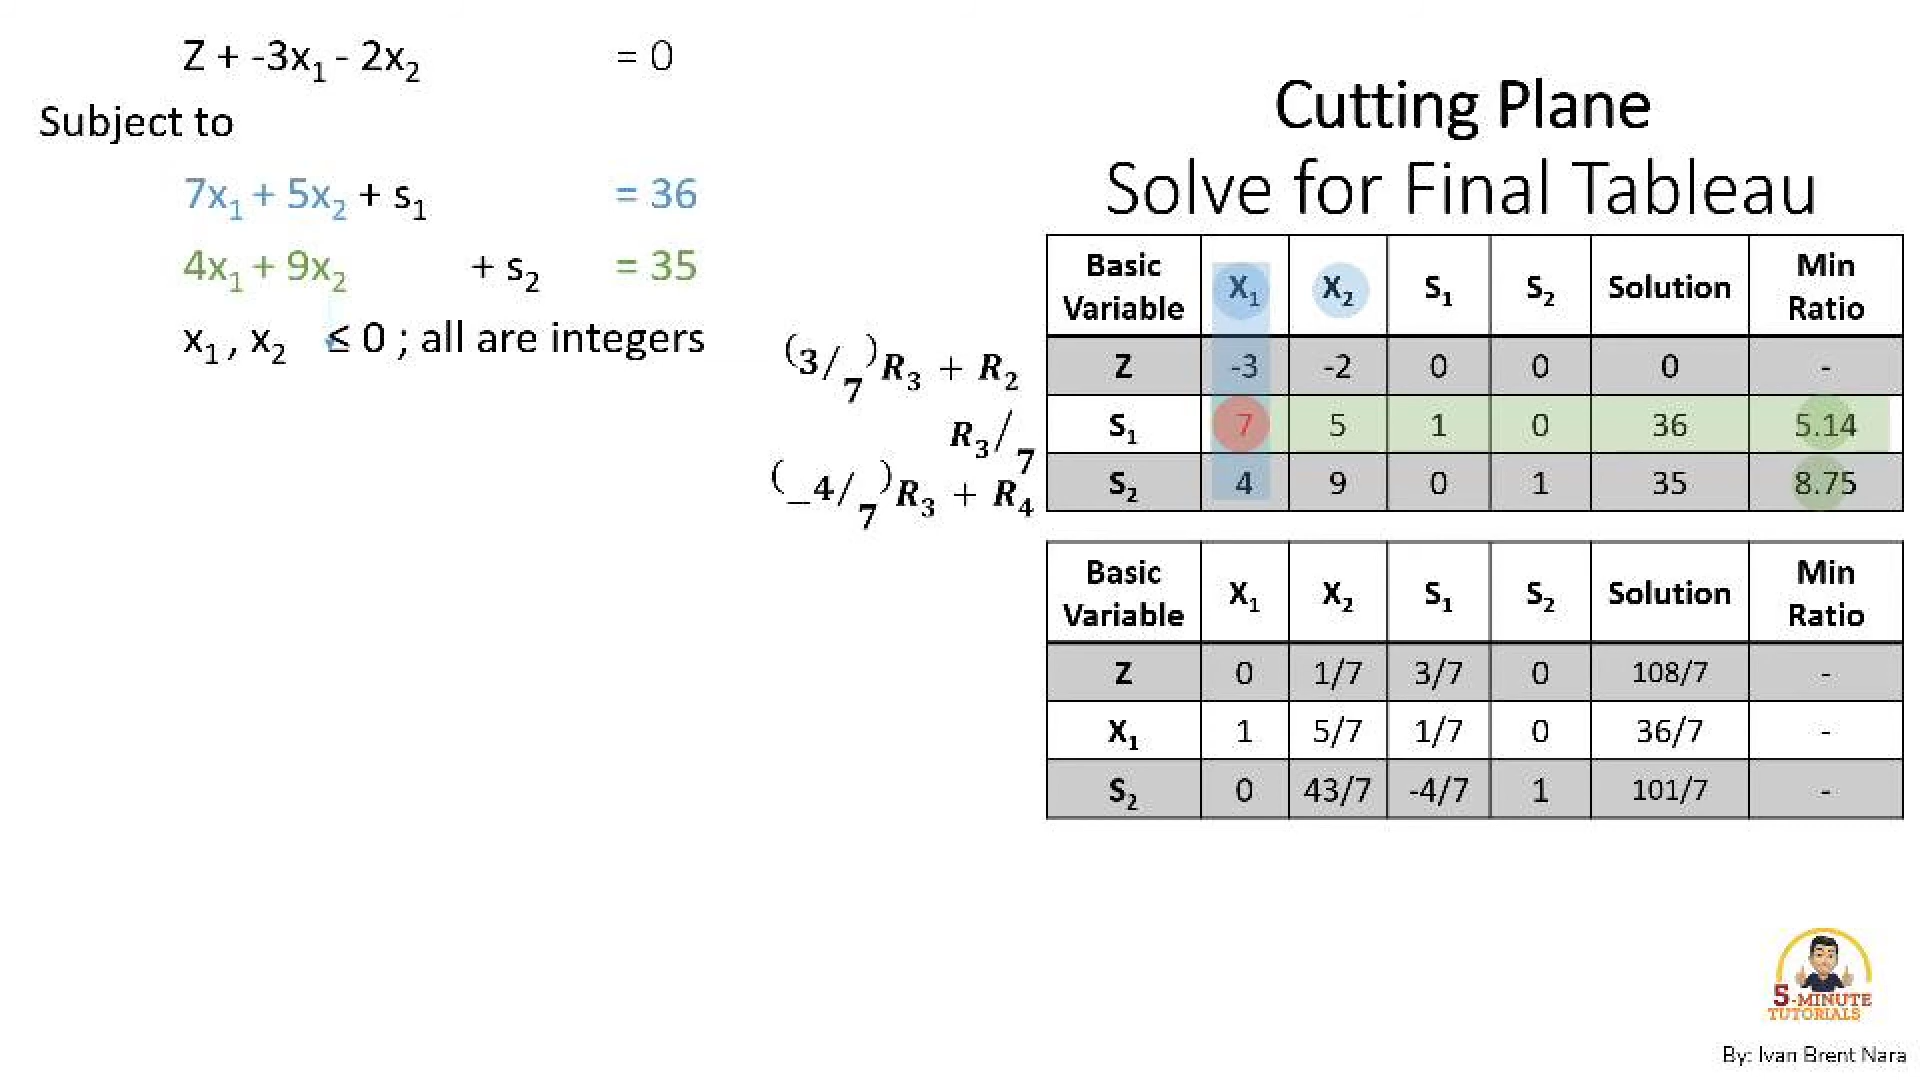 Z + -3x₁ - 2x₂ = 0
Subject to
7x₁ + 5x₂ + s₁ = 36
4x₁ + 9x₂ + s₂ = 35
x₁ , x₂ ≤ 0 ; all are integers
Cutting Plane
Solve for Final Tableau
(3/7)R₃ + R₂
R₃/7
(_4/7)R₃ + R₄
Basic Variable X₁ X₂ S₁ S₂ Solution Min Ratio
Z -3 -2 0 0 0 -
S₁ 7 5 1 0 36 5.14
S₂ 4 9 0 1 35 8.75
Basic Variable X₁ X₂ S₁ S₂ Solution Min Ratio
Z 0 1/7 3/7 0 108/7 -
X₁ 1 5/7 1/7 0 36/7 -
S₂ 0 43/7 -4/7 1 101/7 -
5-MINUTE
TUTORIALS
By: Ivan Brent Nara